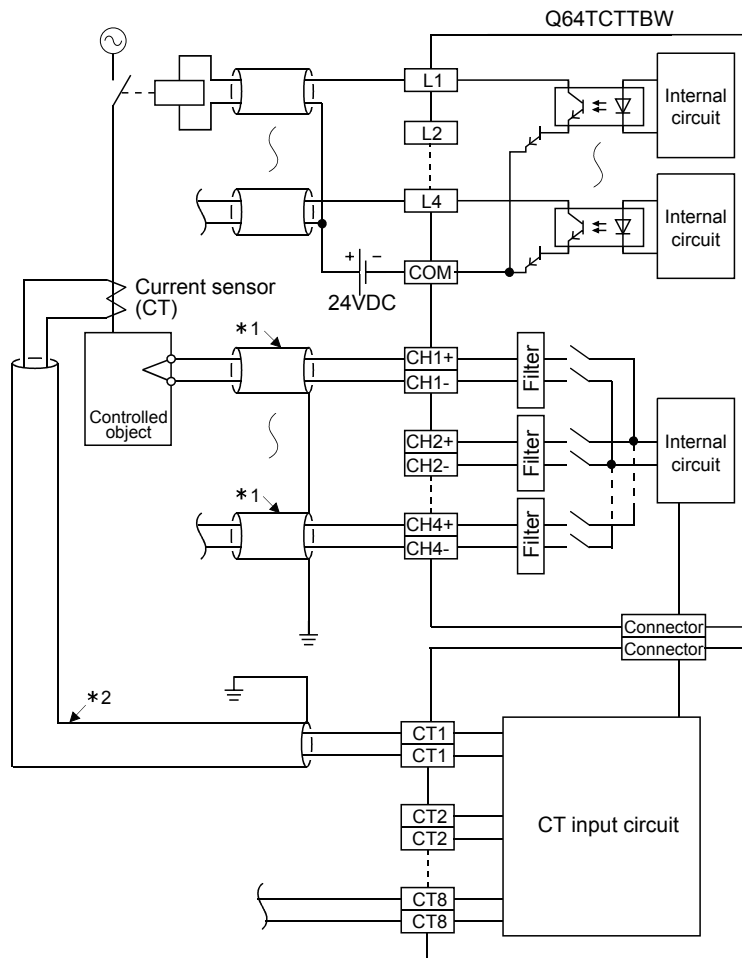 Q64TCTTBW
L1
Internal
circuit
L2
L4
Internal
circuit
+ −
COM
24VDC
Current sensor
(CT)
*1
CH1+
CH1-
Filter
Controlled
object
CH2+
CH2-
Filter
Internal
circuit
*1
CH4+
CH4-
Filter
Connector
Connector
*2
CT1
CT1
CT2
CT2
CT input circuit
CT8
CT8